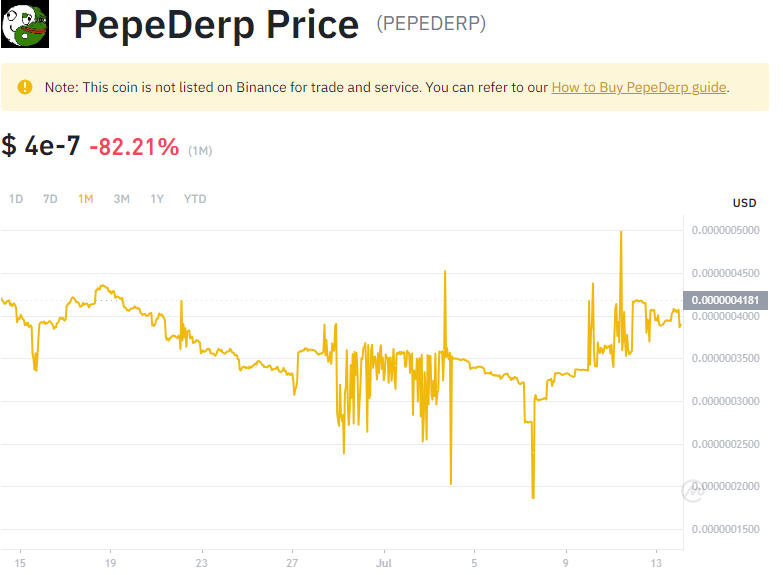 PepeDerp Price (PEPEDERP)
Note: This coin is not listed on Binance for trade and service. You can refer to our How to Buy PepeDerp guide.
$ 4e-7 -82.21% (1M)
1D 7D 1M 3M 1Y YTD
USD
0.0000005000
0.0000004500
0.0000004181
0.0000004000
0.0000003500
0.0000003000
0.0000002500
0.0000002000
0.0000001500
15 19 23 27 Jul 5 9 13